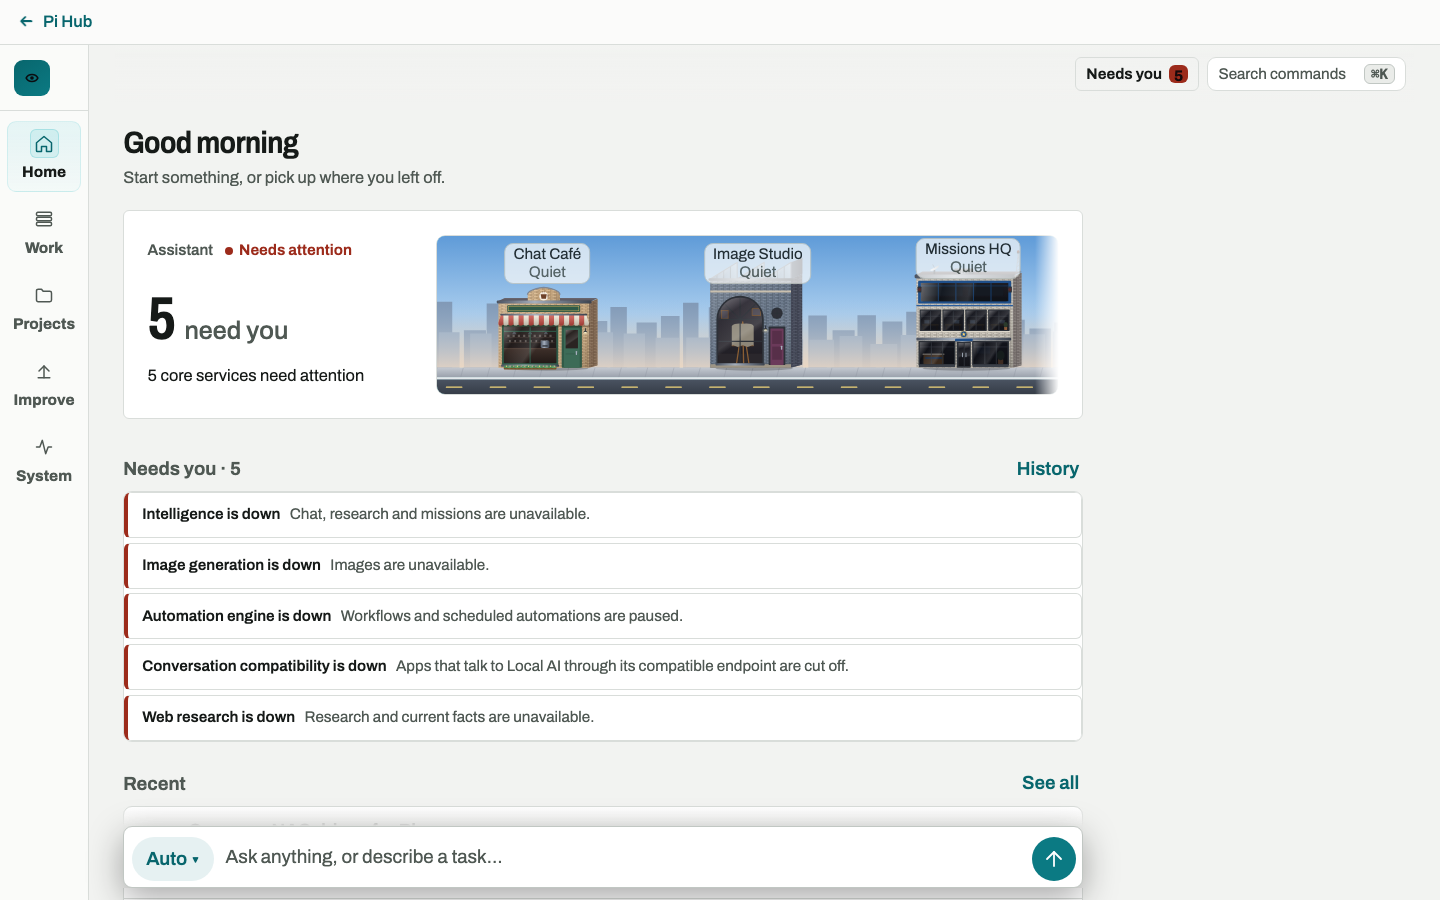 ← Pi Hub
Needs you 5
Search commands ⌘K
Home
Work
Projects
Improve
System
Good morning
Start something, or pick up where you left off.
Assistant ● Needs attention
5 need you
5 core services need attention
Chat Café
Quiet
Image Studio
Quiet
Missions HQ
Quiet
Needs you · 5
History
Intelligence is down Chat, research and missions are unavailable.
Image generation is down Images are unavailable.
Automation engine is down Workflows and scheduled automations are paused.
Conversation compatibility is down Apps that talk to Local AI through its compatible endpoint are cut off.
Web research is down Research and current facts are unavailable.
Recent
See all
Auto ▾
Ask anything, or describe a task...